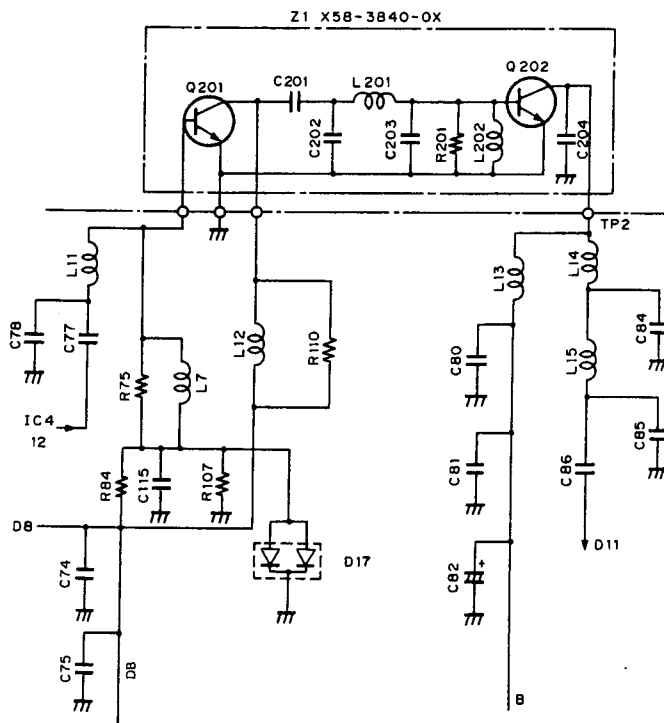 Z1 X58-3840-0X
Q201
C201
L201
Q202
C202
C203
R201
L202
C204
TP2
L11
L13
L14
C78
C77
L12
R110
C80
C84
R75
L7
L15
IC4
12
C81
C86
C85
R84
C115
R107
D8
D17
D11
C74
C82
+
C75
D8
B